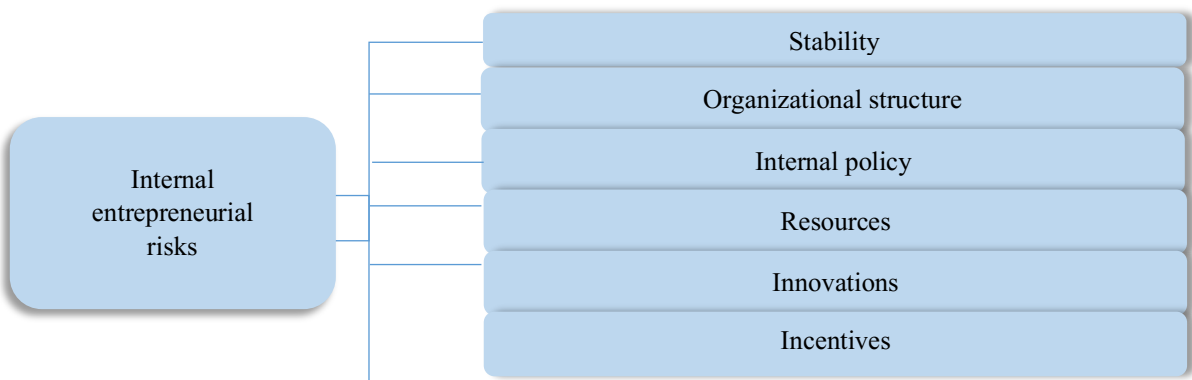 Internal
entrepreneurial
risks
Stability
Organizational structure
Internal policy
Resources
Innovations
Incentives